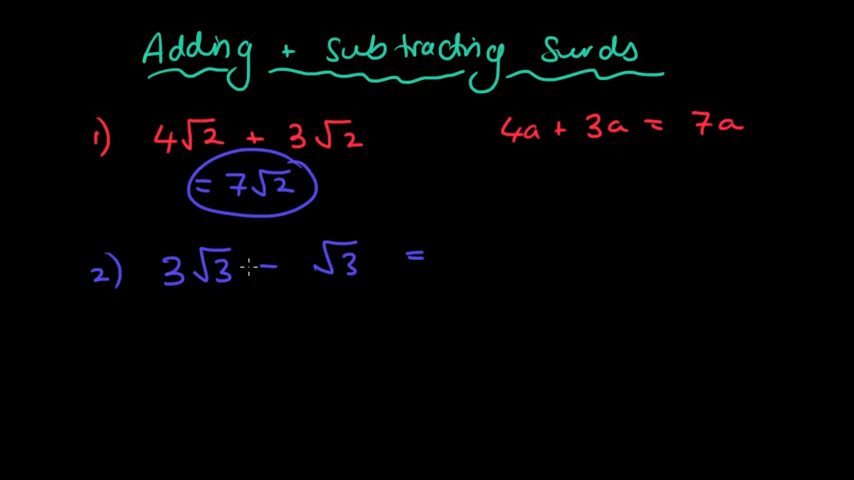 Adding + Subtracting Surds
1) 4√2 + 3√2 4a + 3a = 7a
= 7√2
2) 3√3 - √3 =